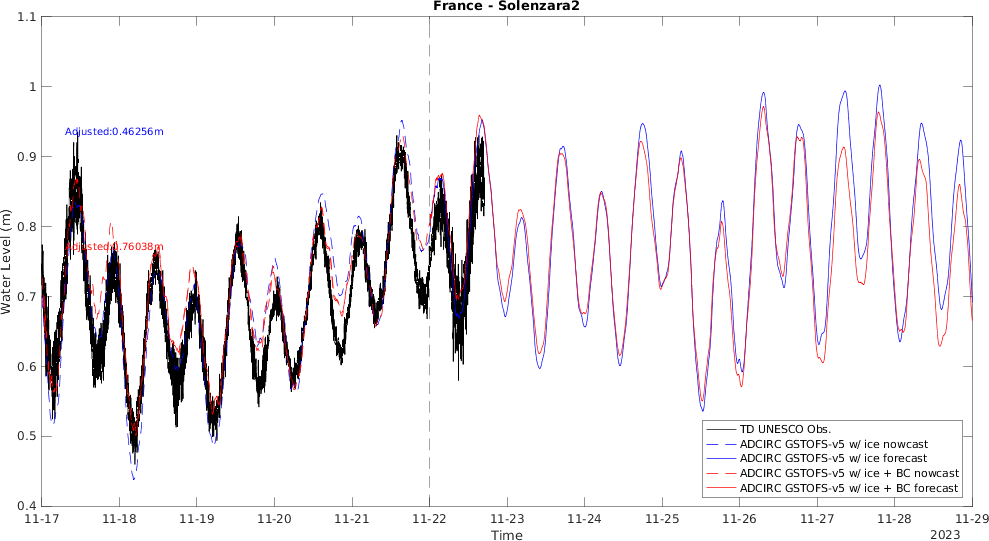 France - Solenzara2
1.1
1
0.9
0.8
0.7
0.6
0.5
0.4
Water Level (m)
Adjusted:0.46256m
Adjusted:0.76038m
TD UNESCO Obs.
ADCIRC GSTOFS-v5 w/ ice nowcast
ADCIRC GSTOFS-v5 w/ ice forecast
ADCIRC GSTOFS-v5 w/ ice + BC nowcast
ADCIRC GSTOFS-v5 w/ ice + BC forecast
11-17 11-18 11-19 11-20 11-21 11-22 11-23 11-24 11-25 11-26 11-27 11-28 11-29
Time
2023